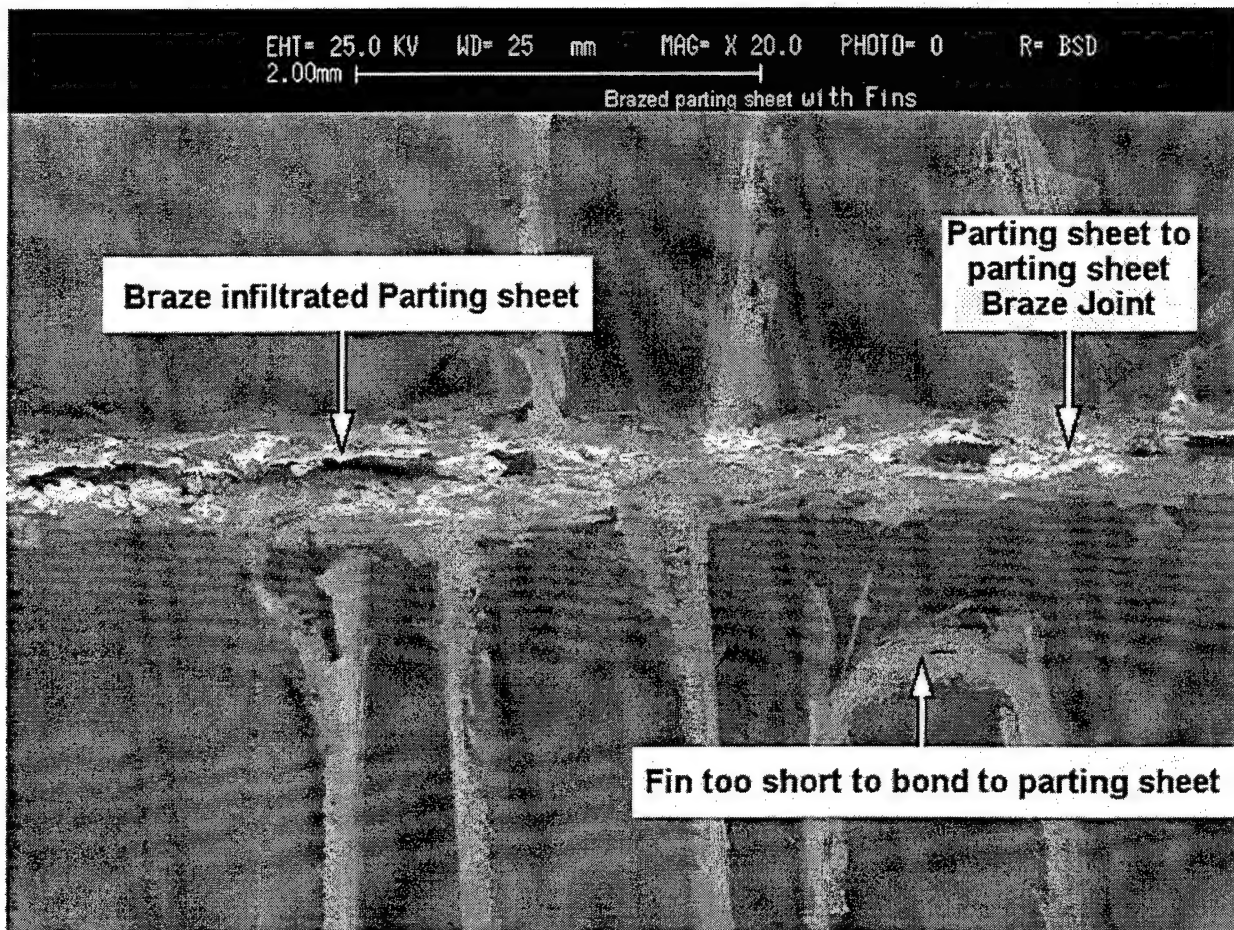 EHT= 25.0 KV WD= 25 mm MAG= X 20.0 PHOTO= 0 R= BSD
2.00mm
Brazed parting sheet with Fins
Braze infiltrated Parting sheet
Parting sheet to
parting sheet
Braze Joint
Fin too short to bond to parting sheet